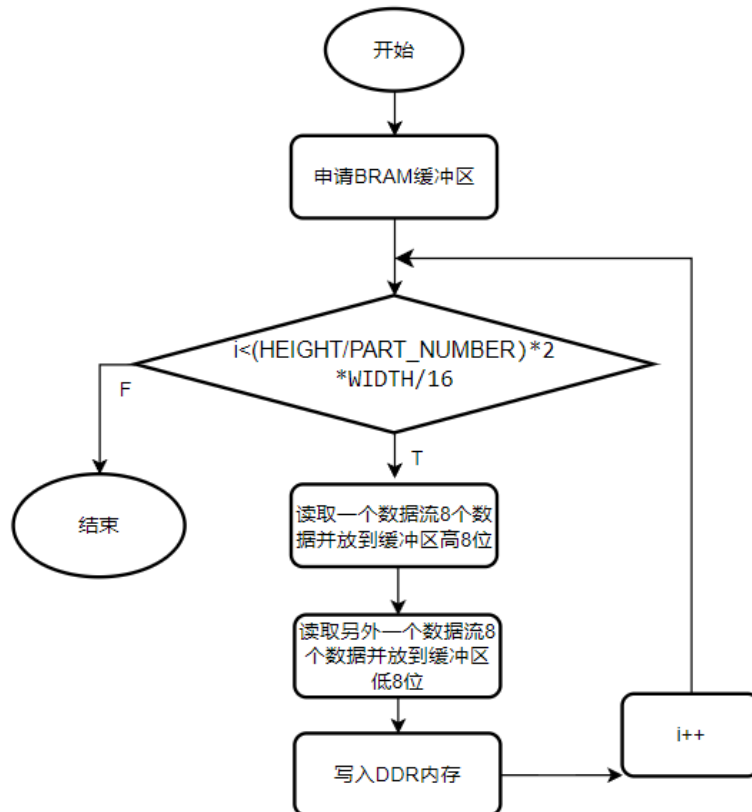 开始
申请BRAM缓冲区
i<(HEIGHT/PART_NUMBER)*2
*WIDTH/16
F
T
结束
读取一个数据流8个数
据并放到缓冲区高8位
读取另外一个数据流8
个数据并放到缓冲区
低8位
i++
写入DDR内存